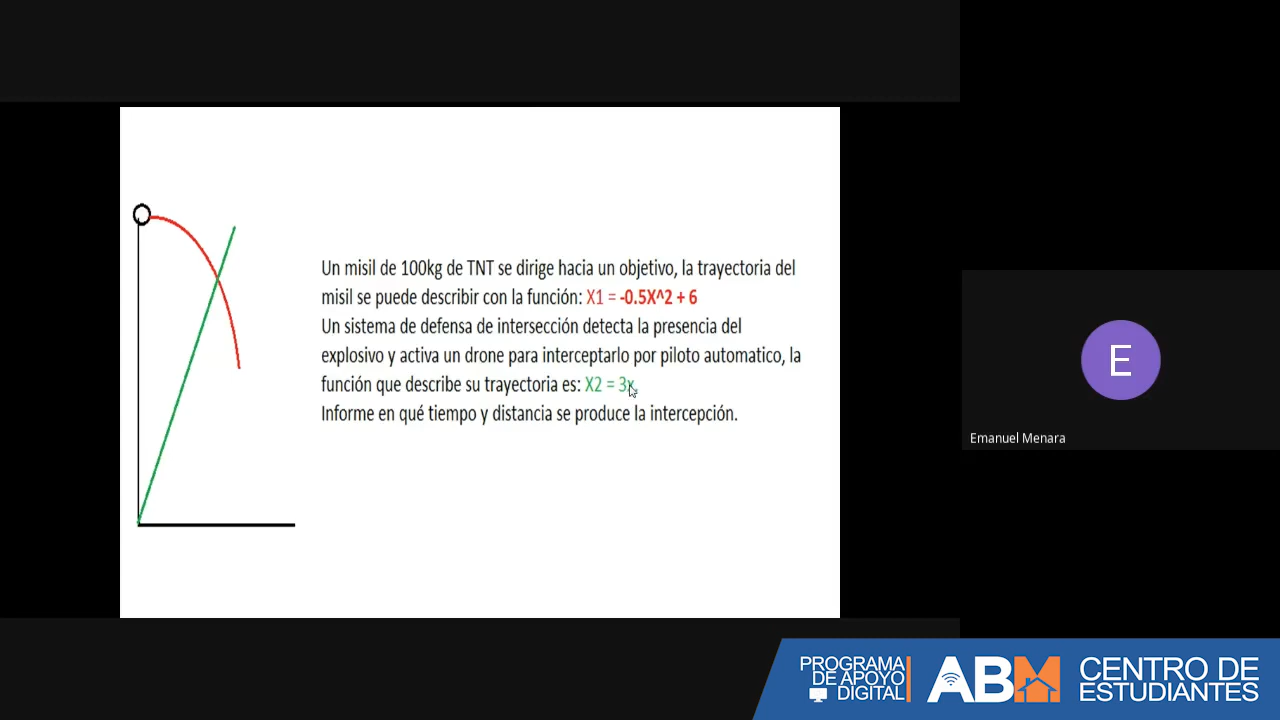 Un misil de 100kg de TNT se dirige hacia un objetivo, la trayectoria del
misil se puede describir con la función: X1 = -0.5X^2 + 6
Un sistema de defensa de intersección detecta la presencia del
explosivo y activa un drone para interceptarlo por piloto automatico, la
función que describe su trayectoria es: X2 = 3x.
Informe en qué tiempo y distancia se produce la intercepción.
E
Emanuel Menara
PROGRAMA
DE APOYO
DIGITAL
ABM
CENTRO DE
ESTUDIANTES